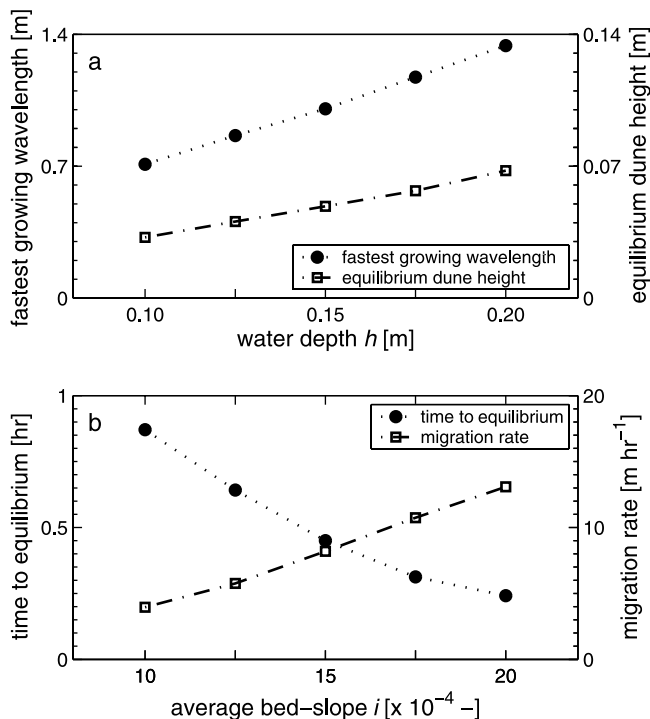 a
fastest growing wavelength [m]
1.4
0.7
0
equilibrium dune height [m]
0.14
0.07
0
fastest growing wavelength
equilibrium dune height
0.10 0.15 0.20
water depth h [m]
b
time to equilibrium [hr]
1
0.5
0
migration rate [m hr⁻¹]
20
10
0
time to equilibrium
migration rate
10 15 20
average bed-slope i [x 10⁻⁴ –]